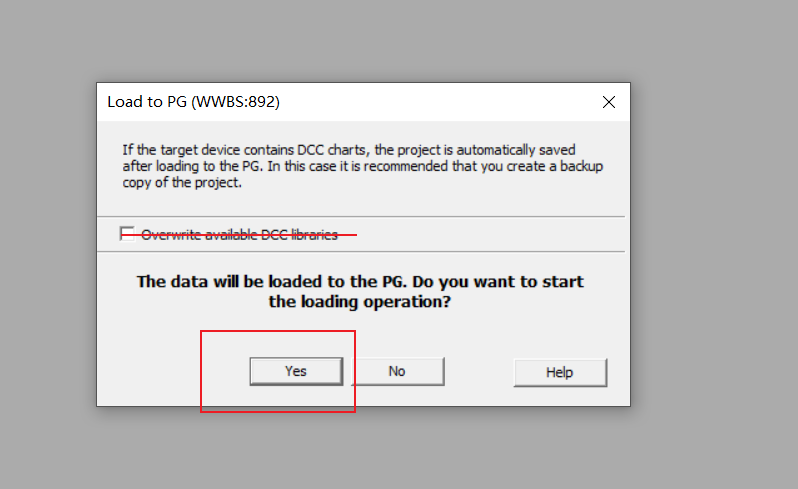 Load to PG (WWBS:892)
If the target device contains DCC charts, the project is automatically saved
after loading to the PG. In this case it is recommended that you create a backup
copy of the project.
Overwrite available DCC libraries
The data will be loaded to the PG. Do you want to start
the loading operation?
Yes No Help